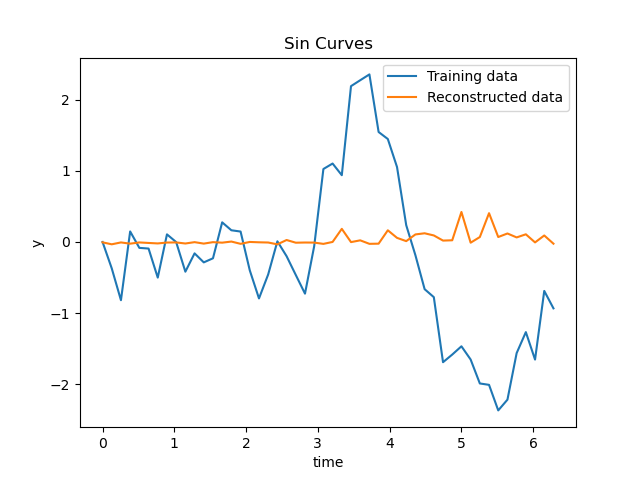 Sin Curves
Training data
Reconstructed data
y
2
1
0
−1
−2
0 1 2 3 4 5 6
time